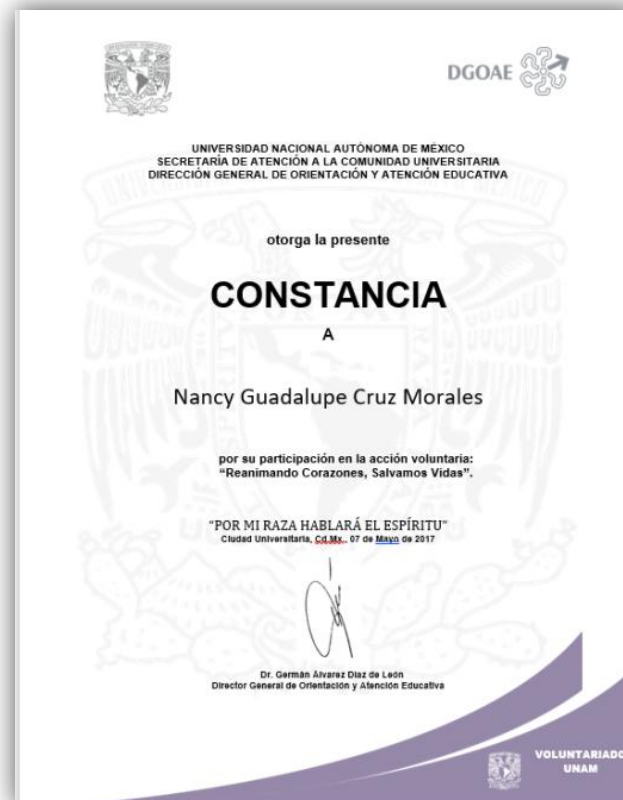 DGOAE
UNIVERSIDAD NACIONAL AUTÓNOMA DE MÉXICO
SECRETARÍA DE ATENCIÓN A LA COMUNIDAD UNIVERSITARIA
DIRECCIÓN GENERAL DE ORIENTACIÓN Y ATENCIÓN EDUCATIVA
otorga la presente
CONSTANCIA
A
Nancy Guadalupe Cruz Morales
por su participación en la acción voluntaria:
“Reanimando Corazones, Salvamos Vidas”.
“POR MI RAZA HABLARÁ EL ESPÍRITU”
Ciudad Universitaria, Cd.Mx., 07 de Mayo de 2017
Dr. Germán Álvarez Díaz de León
Director General de Orientación y Atención Educativa
VOLUNTARIADO
UNAM